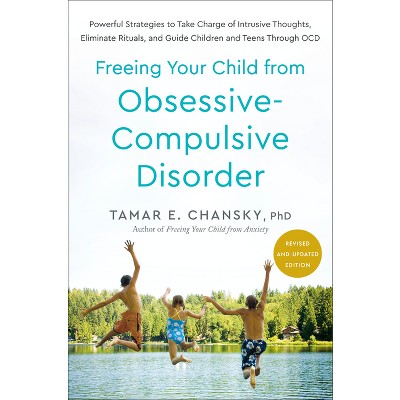 Powerful Strategies to Take Charge of Intrusive Thoughts,
Eliminate Rituals, and Guide Children and Teens Through OCD
Freeing Your Child from
Obsessive-
Compulsive
Disorder
TAMAR E. CHANSKY, PhD
Author of Freeing Your Child from Anxiety
REVISED
AND UPDATED
EDITION